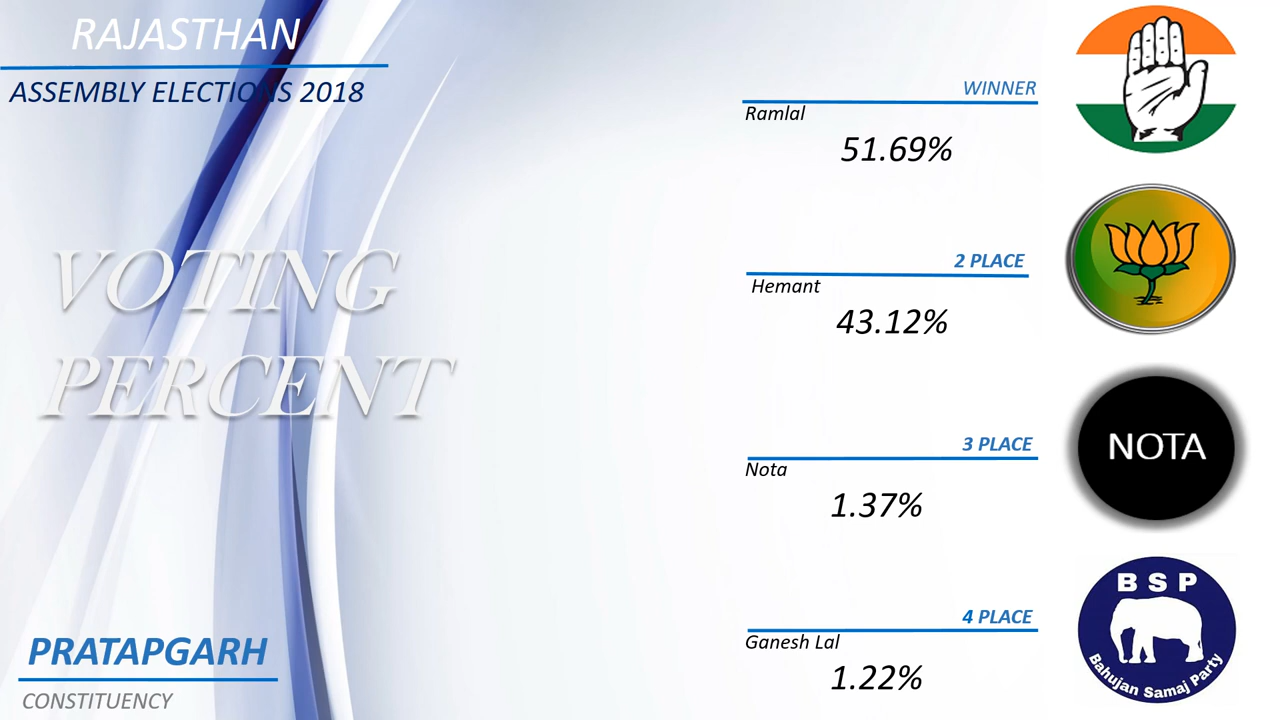 RAJASTHAN
ASSEMBLY ELECTIONS 2018
VOTING
PERCENT
PRATAPGARH
CONSTITUENCY
WINNER
Ramlal
51.69%
2 PLACE
Hemant
43.12%
3 PLACE
Nota
1.37%
NOTA
4 PLACE
Ganesh Lal
1.22%
BSP
Bahujan Samaj Party